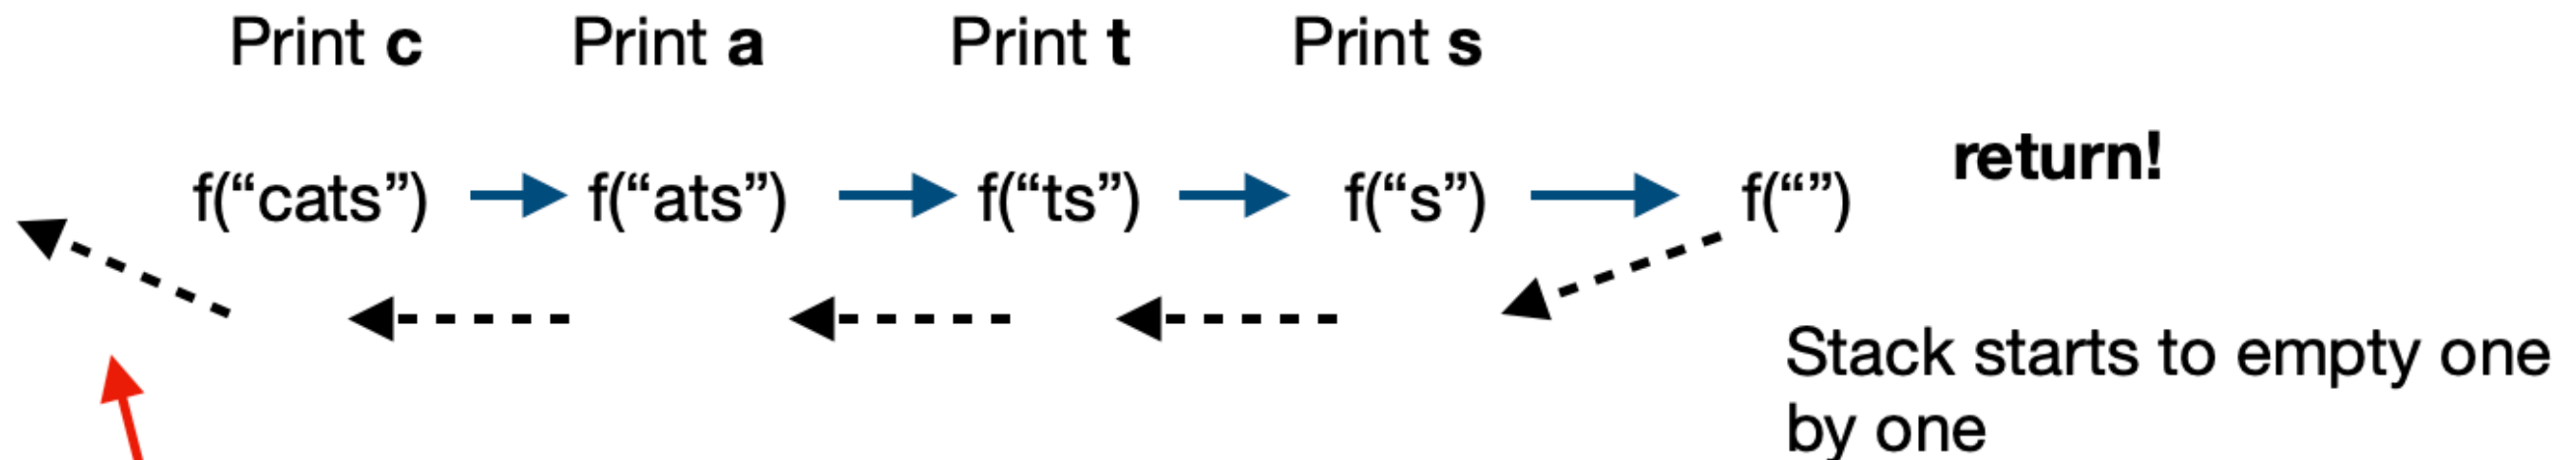 Print c Print a Print t Print s
return!
f(“cats”) f(“ats”) f(“ts”) f(“s”) f(“”)
Stack starts to empty one
by one